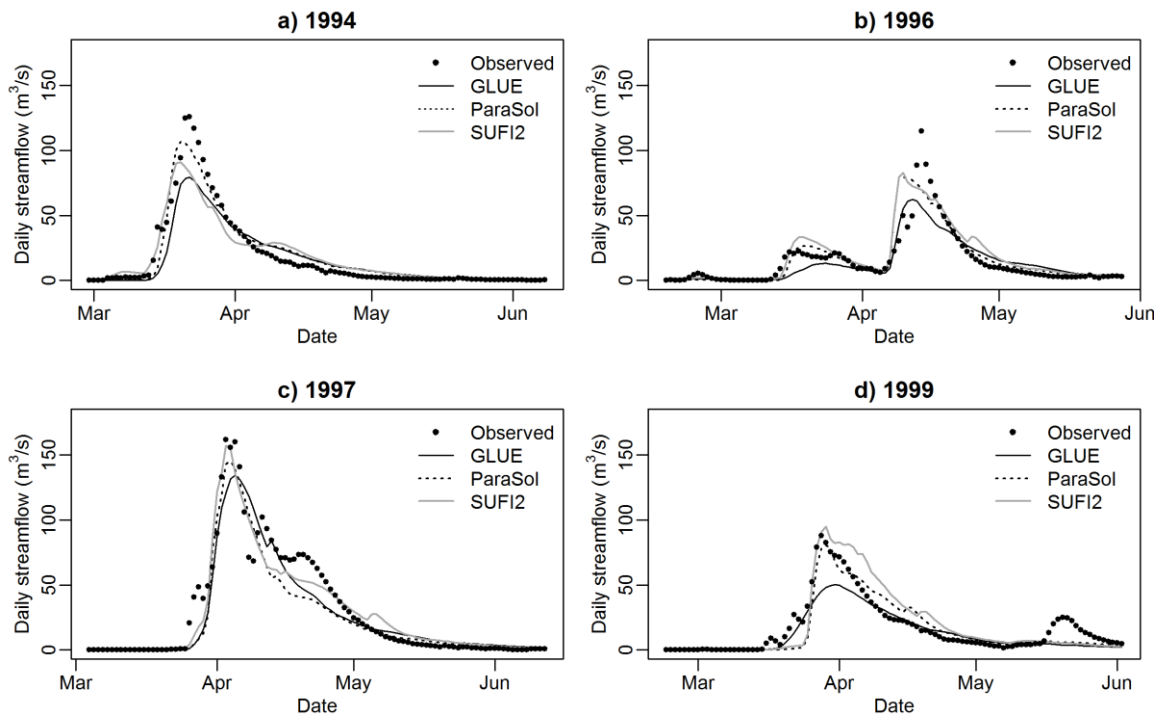 a) 1994
Daily streamflow (m³/s)
150
100
50
0
Observed
GLUE
ParaSol
SUFI2
Mar
Apr
May
Jun
Date
b) 1996
Daily streamflow (m³/s)
150
100
50
0
Observed
GLUE
ParaSol
SUFI2
Mar
Apr
May
Jun
Date
c) 1997
Daily streamflow (m³/s)
150
100
50
0
Observed
GLUE
ParaSol
SUFI2
Mar
Apr
May
Jun
Date
d) 1999
Daily streamflow (m³/s)
150
100
50
0
Observed
GLUE
ParaSol
SUFI2
Mar
Apr
May
Jun
Date